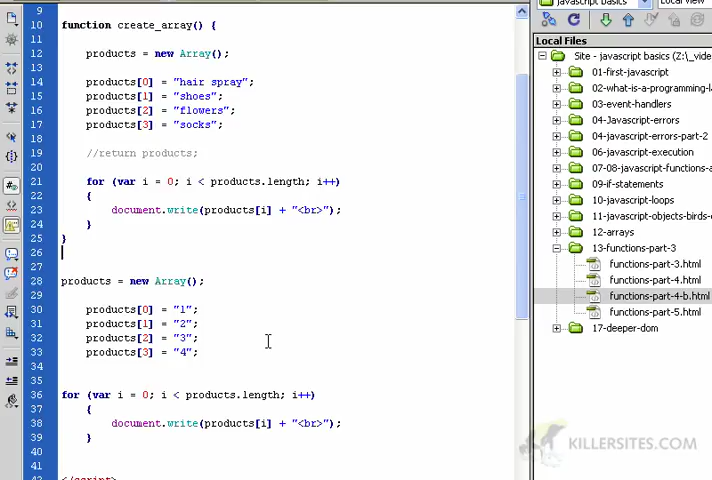 9
10 function create_array() {
11
12 products = new Array();
13
14 products[0] = "hair spray";
15 products[1] = "shoes";
16 products[2] = "flowers";
17 products[3] = "socks";
18
19 //return products;
20
21 for (var i = 0; i < products.length; i++)
22 {
23 document.write(products[i] + "<br>");
24 }
25 }
26
27
28 products = new Array();
29
30 products[0] = "1";
31 products[1] = "2";
32 products[2] = "3";
33 products[3] = "4";
34
35
36 for (var i = 0; i < products.length; i++)
37 {
38 document.write(products[i] + "<br>");
39 }
40
41
42 </script>
javascript basics
Local view
Local Files
Site - javascript basics (Z:\_vide
01-first-javascript
02-what-is-a-programming-la
03-event-handlers
04-Javascript-errors
04-javascript-errors-part-2
06-javascript-execution
07-08-javascript-functions-a
09-if-statements
10-javascript-loops
11-javascript-objects-birds-
12-arrays
13-functions-part-3
functions-part-3.html
functions-part-4.html
functions-part-4-b.html
functions-part-5.html
17-deeper-dom
KILLERSITES.COM